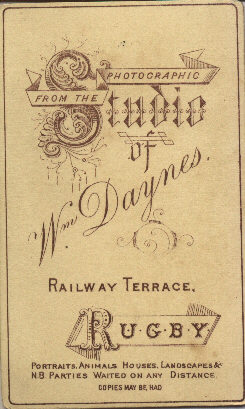 PHOTOGRAPHIC
FROM THE
Studio
of
Wm Daynes.
RAILWAY TERRACE,
RUGBY
PORTRAITS, ANIMALS HOUSES, LANDSCAPES &c
N.B PARTIES WAITED ON ANY DISTANCE.
COPIES MAY BE HAD